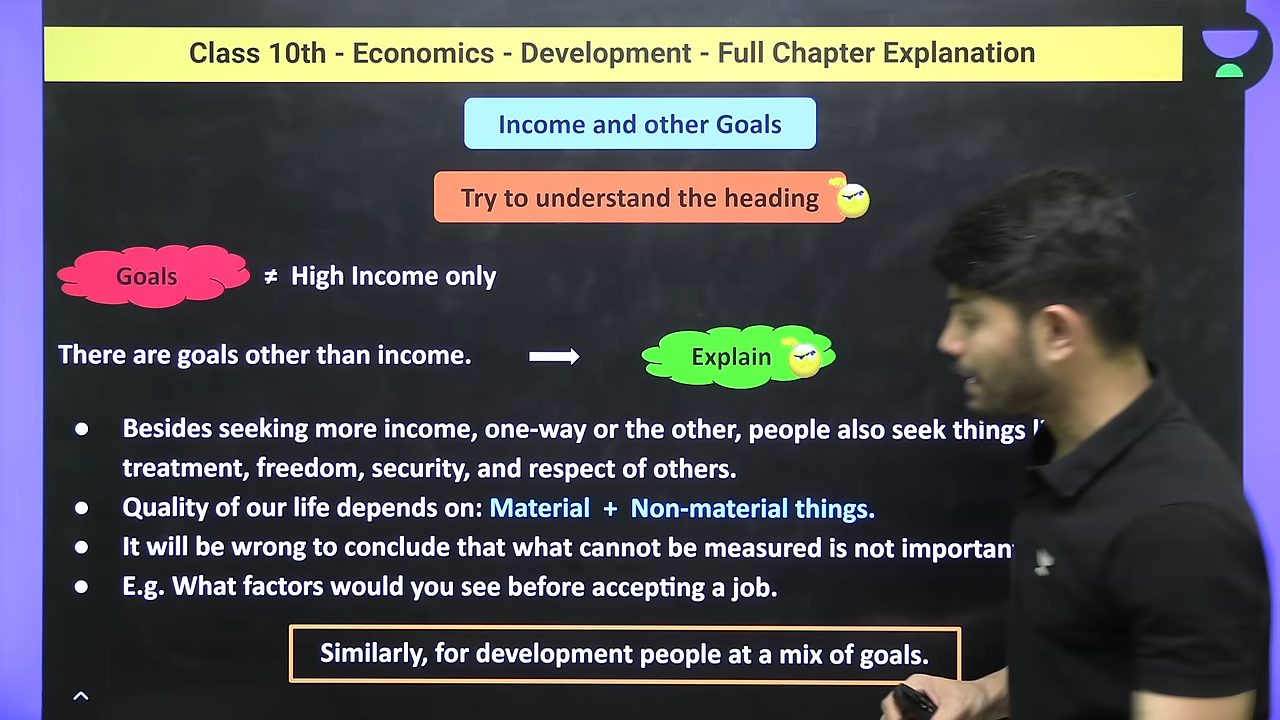 Class 10th - Economics - Development - Full Chapter Explanation
Income and other Goals
Try to understand the heading
Goals ≠ High Income only
There are goals other than income. Explain
● Besides seeking more income, one-way or the other, people also seek things
treatment, freedom, security, and respect of others.
● Quality of our life depends on: Material + Non-material things.
● It will be wrong to conclude that what cannot be measured is not importan
● E.g. What factors would you see before accepting a job.
Similarly, for development people at a mix of goals.